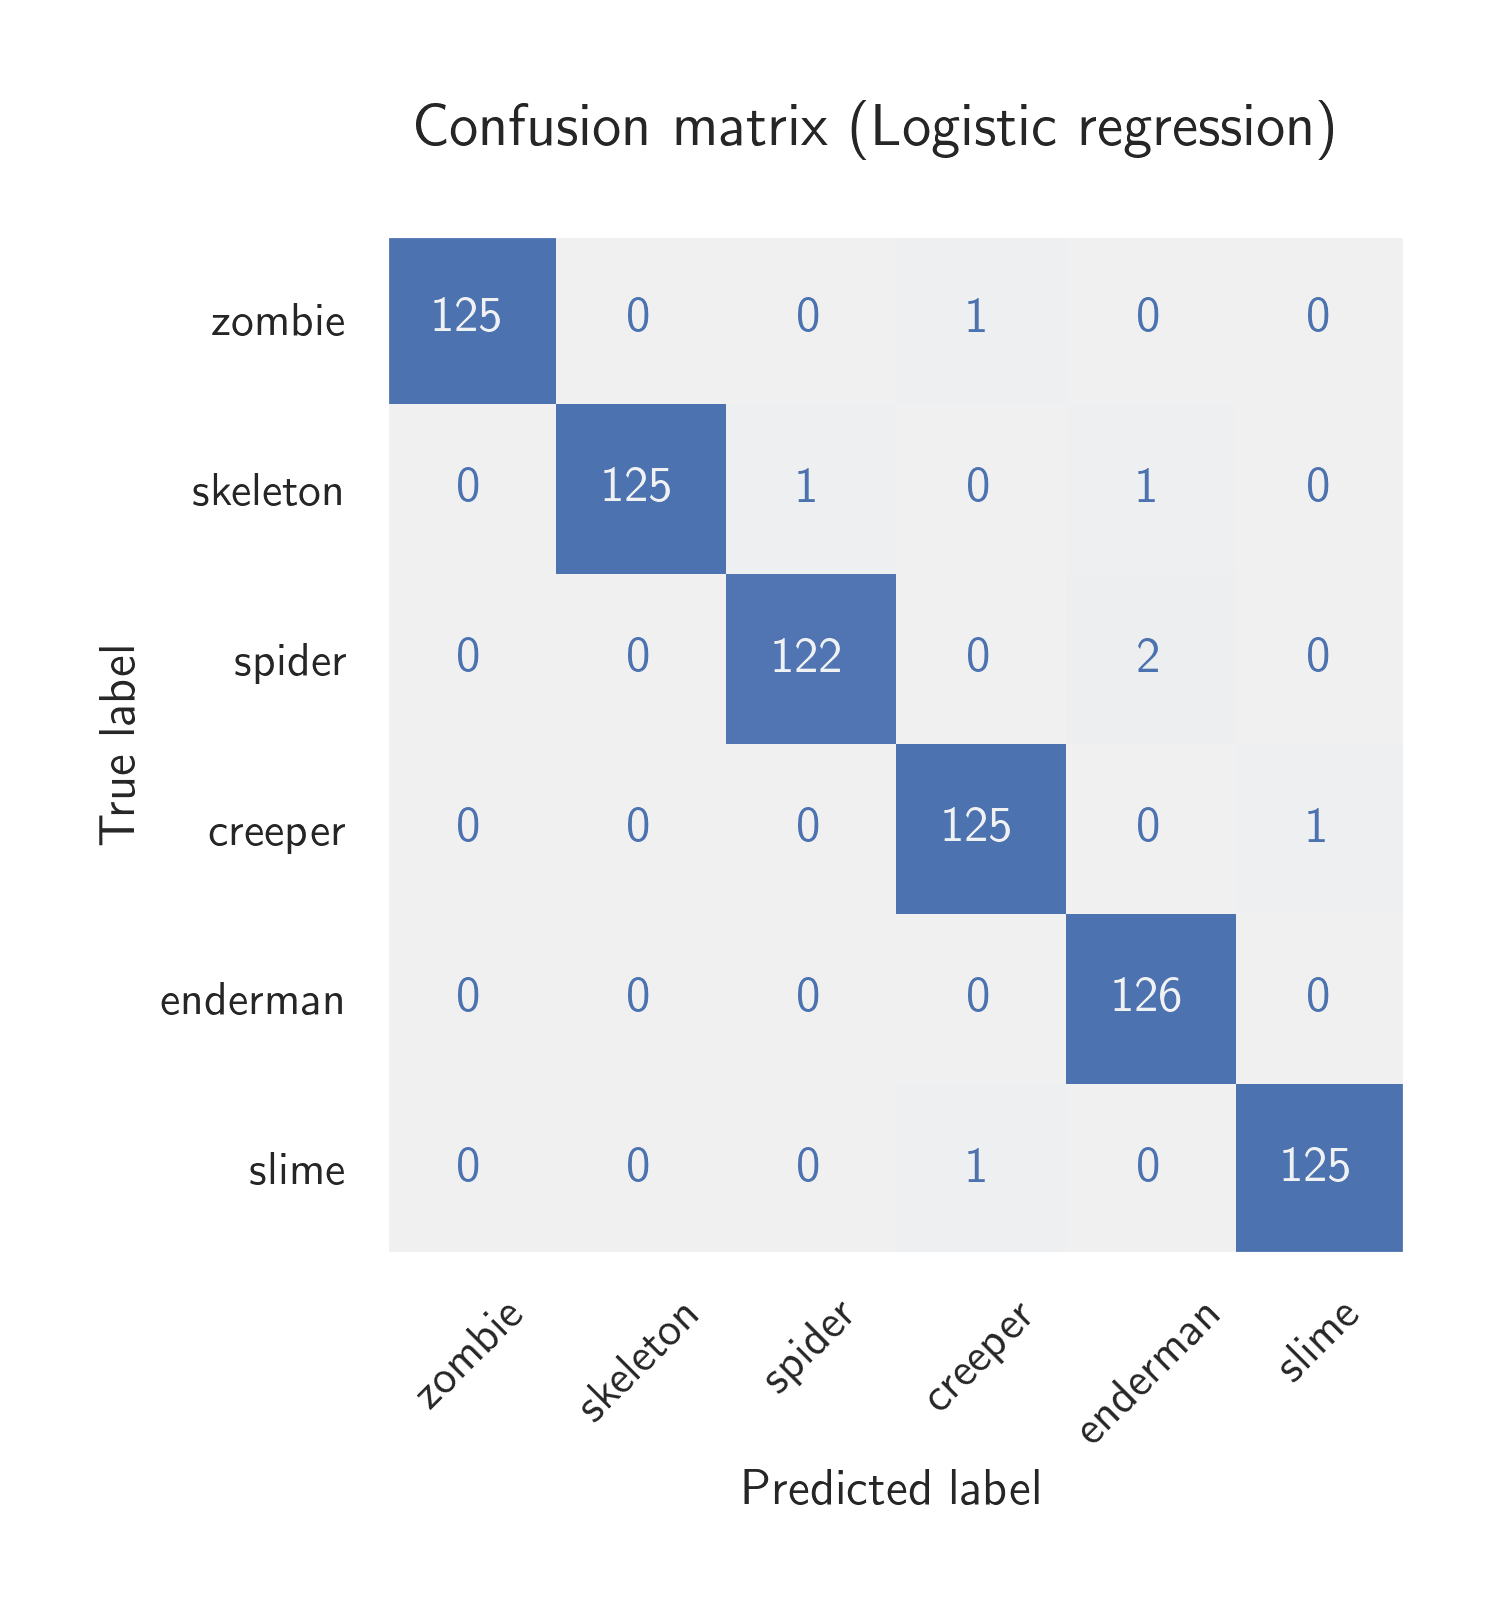 Confusion matrix (Logistic regression)
zombie 125 0 0 1 0 0
skeleton 0 125 1 0 1 0
spider 0 0 122 0 2 0
creeper 0 0 0 125 0 1
enderman 0 0 0 0 126 0
slime 0 0 0 1 0 125
True label
zombie skeleton spider creeper enderman slime
Predicted label